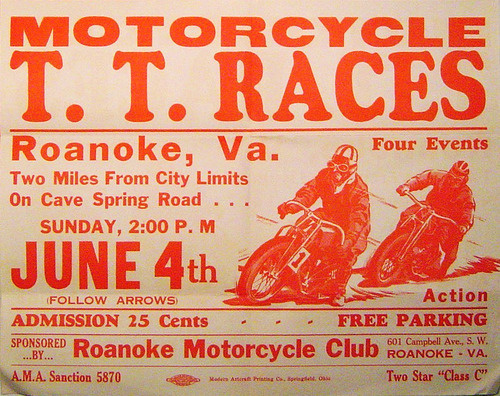 MOTORCYCLE
T. T. RACES
Roanoke, Va.
Four Events
Two Miles From City Limits
On Cave Spring Road . . .
SUNDAY, 2:00 P. M
JUNE 4th
(FOLLOW ARROWS)
Action
ADMISSION 25 Cents - - - - FREE PARKING
SPONSORED
...BY...
Roanoke Motorcycle Club
601 Campbell Ave., S. W.
ROANOKE - VA.
A.M.A. Sanction 5870
Modern Artcraft Printing Co., Springfield, Ohio
Two Star "Class C"